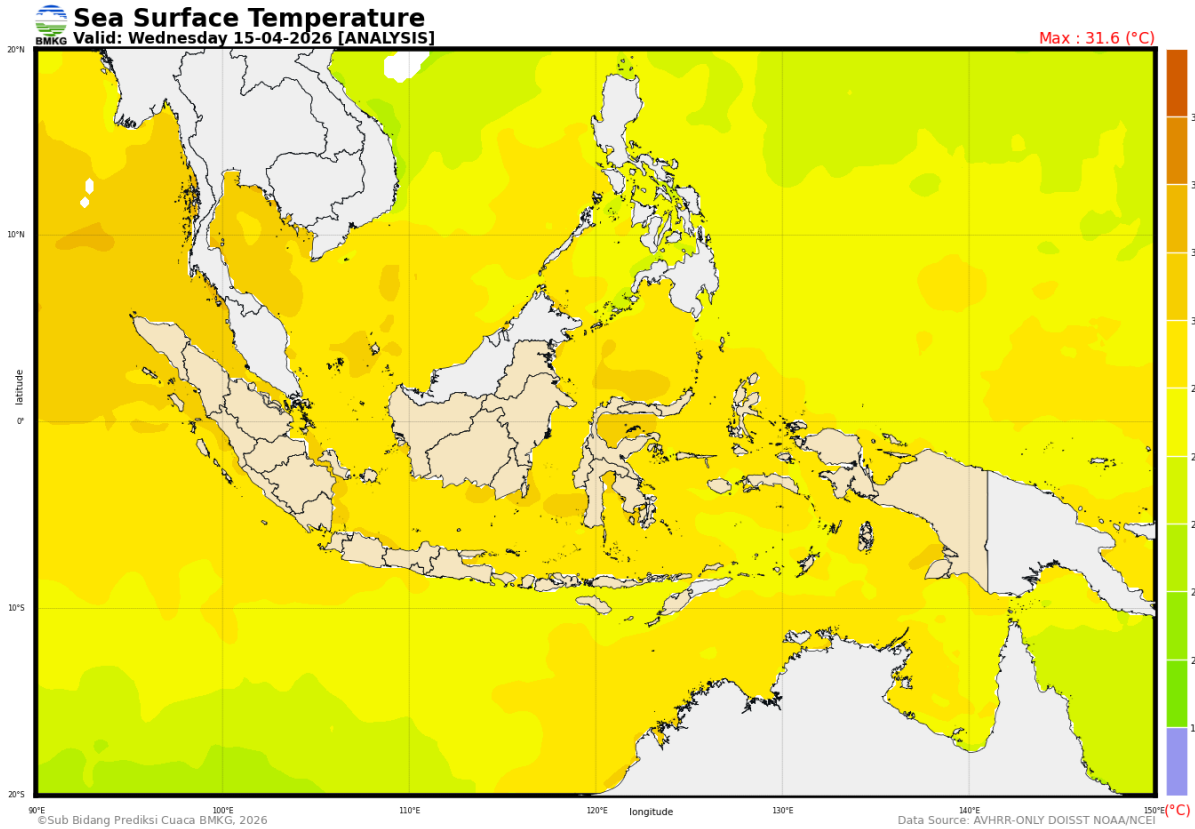 BMKG
Sea Surface Temperature
Valid: Wednesday 15-04-2026 [ANALYSIS]
Max : 31.6 (°C)
20°N
10°N
latitude
0°
10°S
20°S
90°E
100°E
110°E
120°E
longitude
130°E
140°E
150°E
(°C)
©Sub Bidang Prediksi Cuaca BMKG, 2026
Data Source: AVHRR-ONLY DOISST NOAA/NCEI